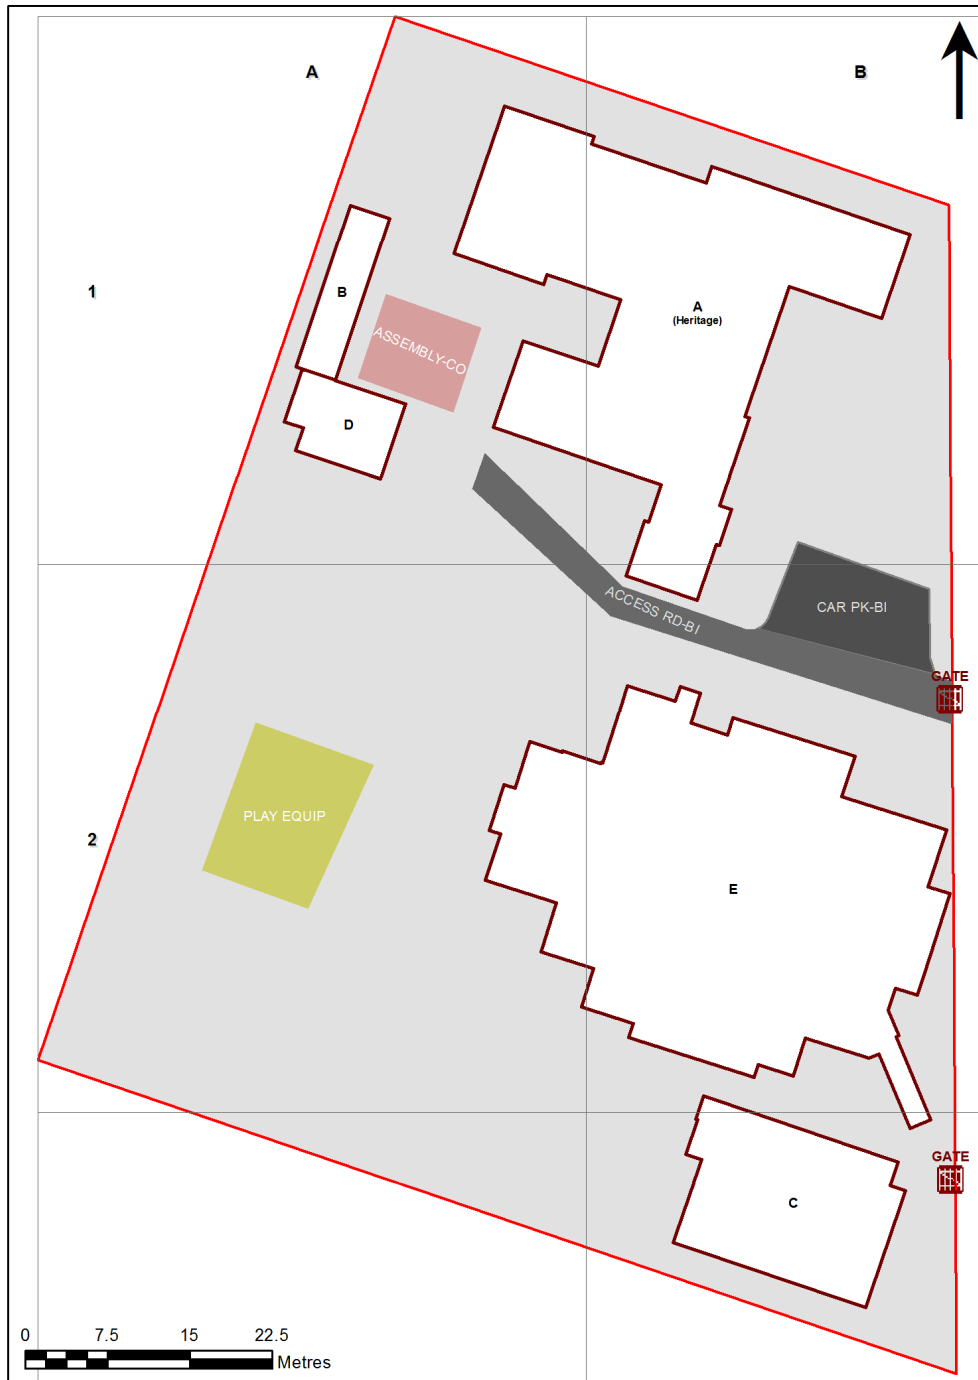 A
B
1
B
A
(Heritage)
ASSEMBLY-CO
D
ACCESS RD-BI
CAR PK-BI
GATE
PLAY EQUIP
2
E
GATE
C
0 7.5 15 22.5
Metres